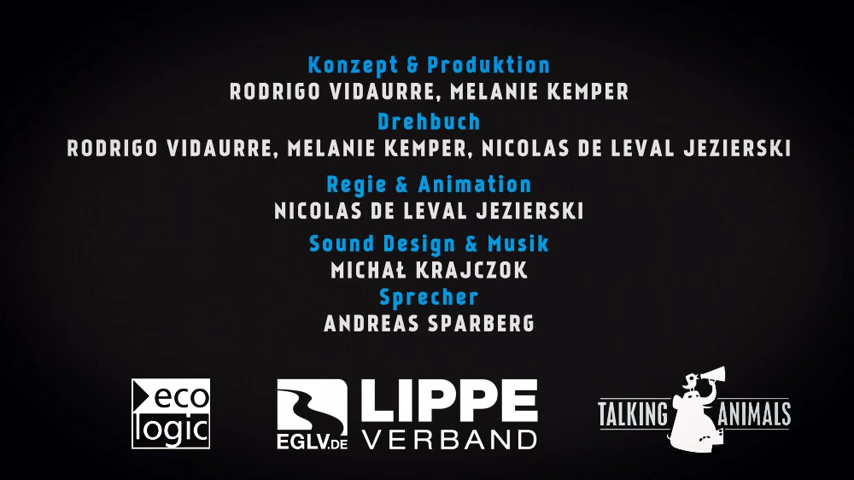 Konzept & Produktion
RODRIGO VIDAURRE, MELANIE KEMPER
Drehbuch
RODRIGO VIDAURRE, MELANIE KEMPER, NICOLAS DE LEVAL JEZIERSKI
Regie & Animation
NICOLAS DE LEVAL JEZIERSKI
Sound Design & Musik
MICHAŁ KRAJCZOK
Sprecher
ANDREAS SPARBERG
eco
logic
EGLV.DE
LIPPE
VERBAND
TALKING ANIMALS